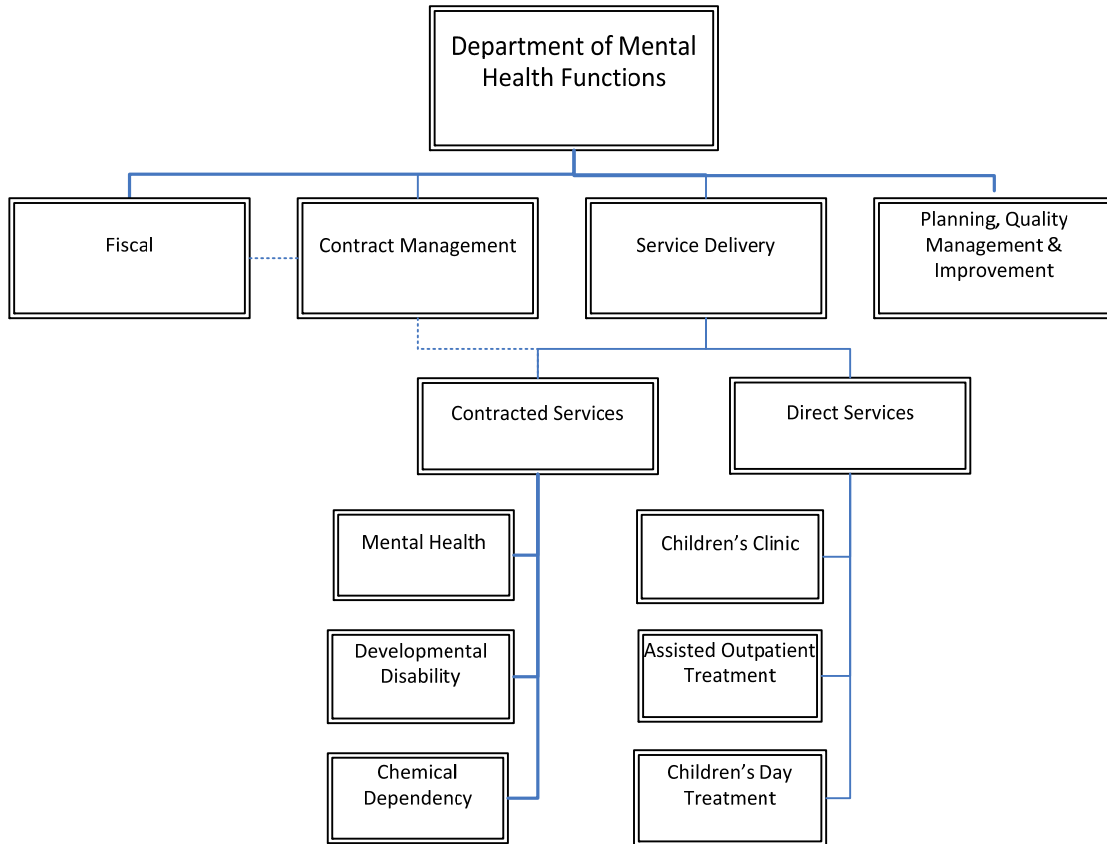 Department of Mental
Health Functions
Fiscal
Contract Management
Service Delivery
Planning, Quality
Management &
Improvement
Contracted Services
Direct Services
Mental Health
Children’s Clinic
Developmental
Disability
Assisted Outpatient
Treatment
Chemical
Dependency
Children’s Day
Treatment